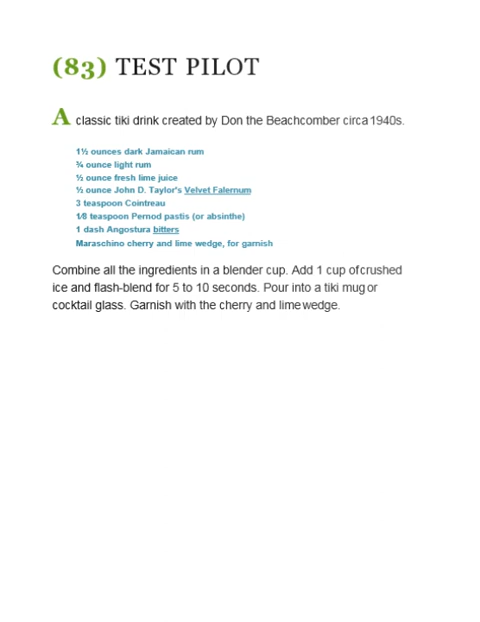 (83) TEST PILOT
A classic tiki drink created by Don the Beachcomber circa 1940s.
1½ ounces dark Jamaican rum
¾ ounce light rum
½ ounce fresh lime juice
½ ounce John D. Taylor's Velvet Falernum
3 teaspoon Cointreau
1⁄8 teaspoon Pernod pastis (or absinthe)
1 dash Angostura bitters
Maraschino cherry and lime wedge, for garnish
Combine all the ingredients in a blender cup. Add 1 cup of crushed
ice and flash-blend for 5 to 10 seconds. Pour into a tiki mug or
cocktail glass. Garnish with the cherry and lime wedge.